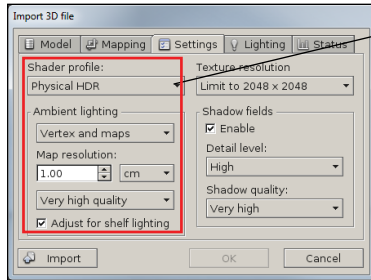 Import 3D file
Model Mapping Settings Lighting Status
Shader profile:
Physical HDR
Texture resolution
Limit to 2048 x 2048
Ambient lighting
Vertex and maps
Map resolution:
1.00 cm
Very high quality
Adjust for shelf lighting
Shadow fields
Enable
Detail level:
High
Shadow quality:
Very high
Import OK Cancel